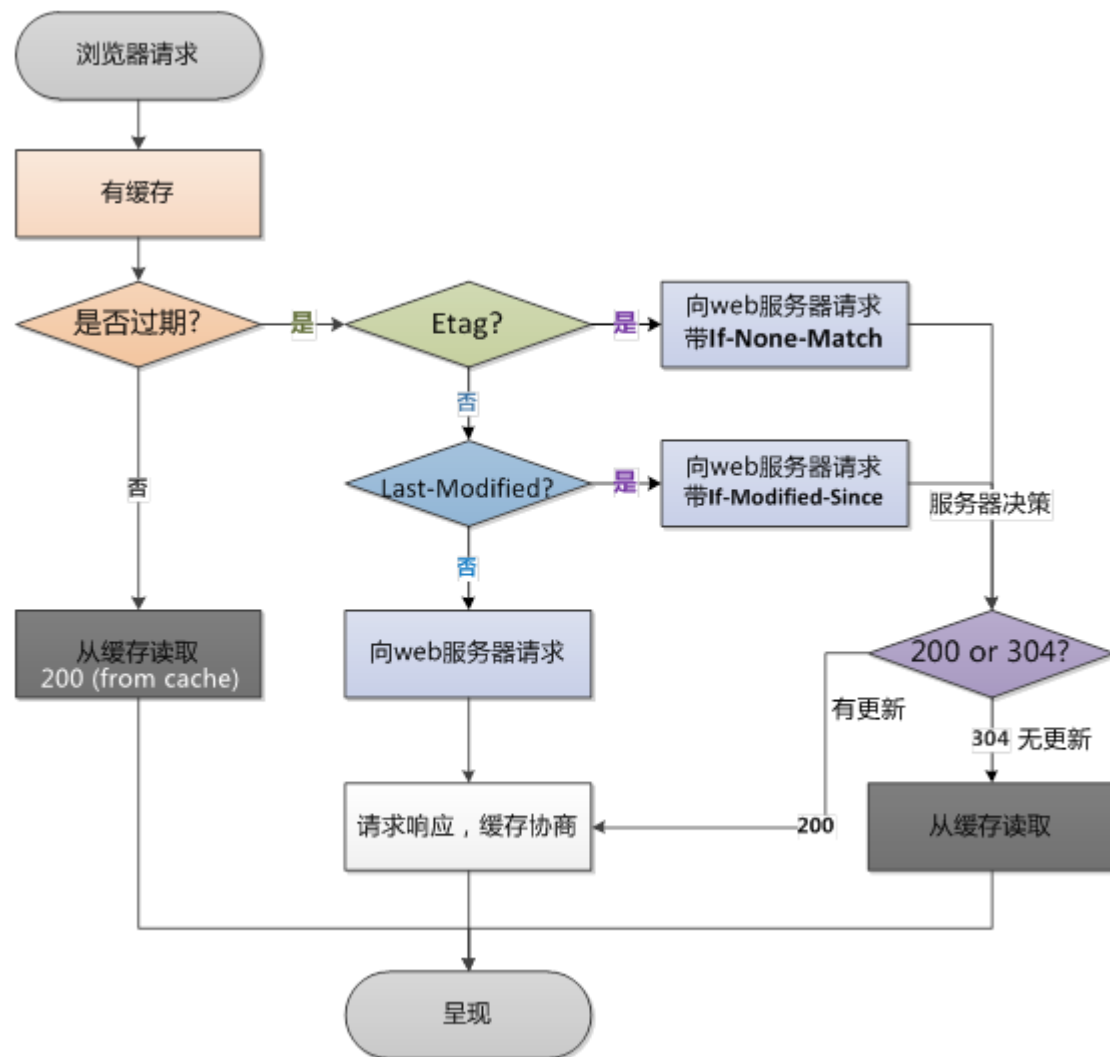 浏览器请求
有缓存
是否过期?
是
Etag?
是
向web服务器请求
带If-None-Match
否
否
Last-Modified?
是
向web服务器请求
带If-Modified-Since
服务器决策
否
从缓存读取
200 (from cache)
向web服务器请求
200 or 304?
有更新
304 无更新
请求响应，缓存协商
200
从缓存读取
呈现